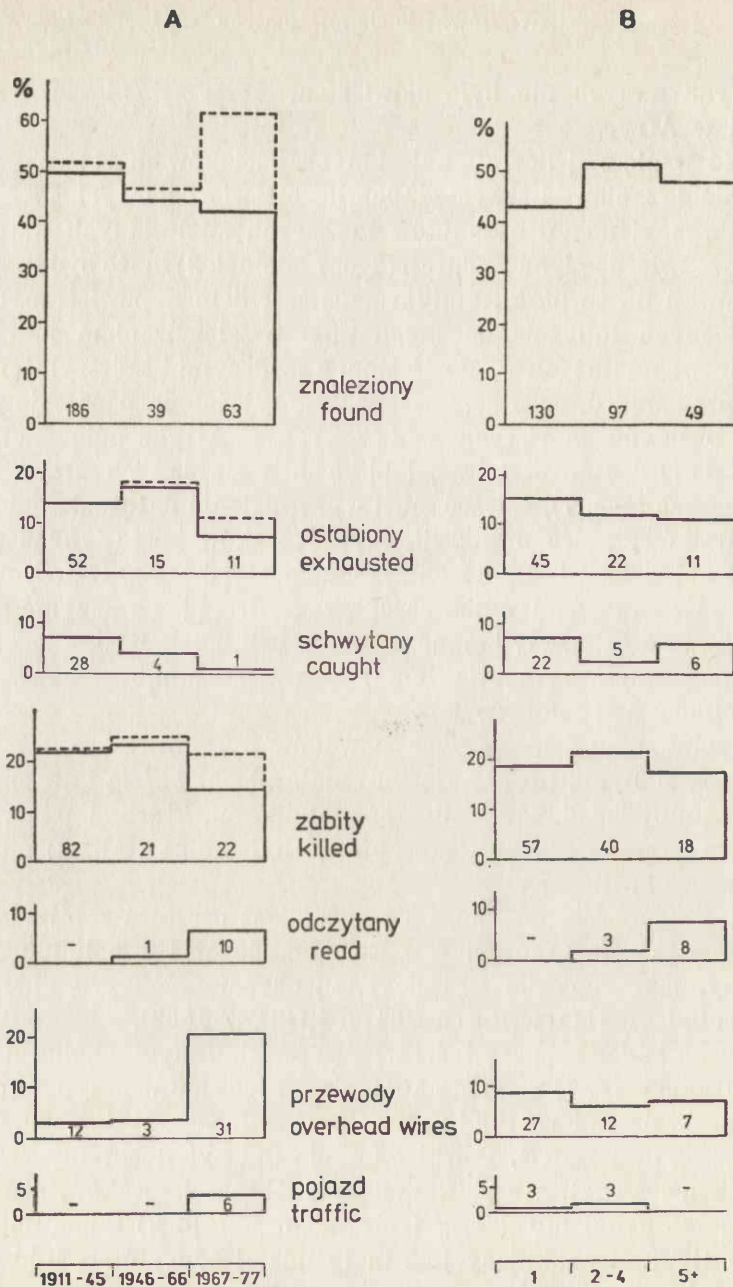 A
B
%
60
50
40
30
20
10
0
186 39 63
znaleziony
found
%
50
40
30
20
10
0
130 97 49
20
10
0
52 15 11
ostabiony
exhausted
20
10
0
45 22 11
10
0
28 4 1
schwytany
caught
10
0
22 5 6
20
10
0
82 21 22
zabity
killed
20
10
0
57 40 18
10
0
- 1 10
odczytany
read
10
0
- 3 8
20
10
0
12 3 31
przewody
overhead wires
10
0
27 12 7
5
0
- - 6
pojazd
traffic
5
0
3 3 -
1911-45 1946-66 1967-77
1 2-4 5+